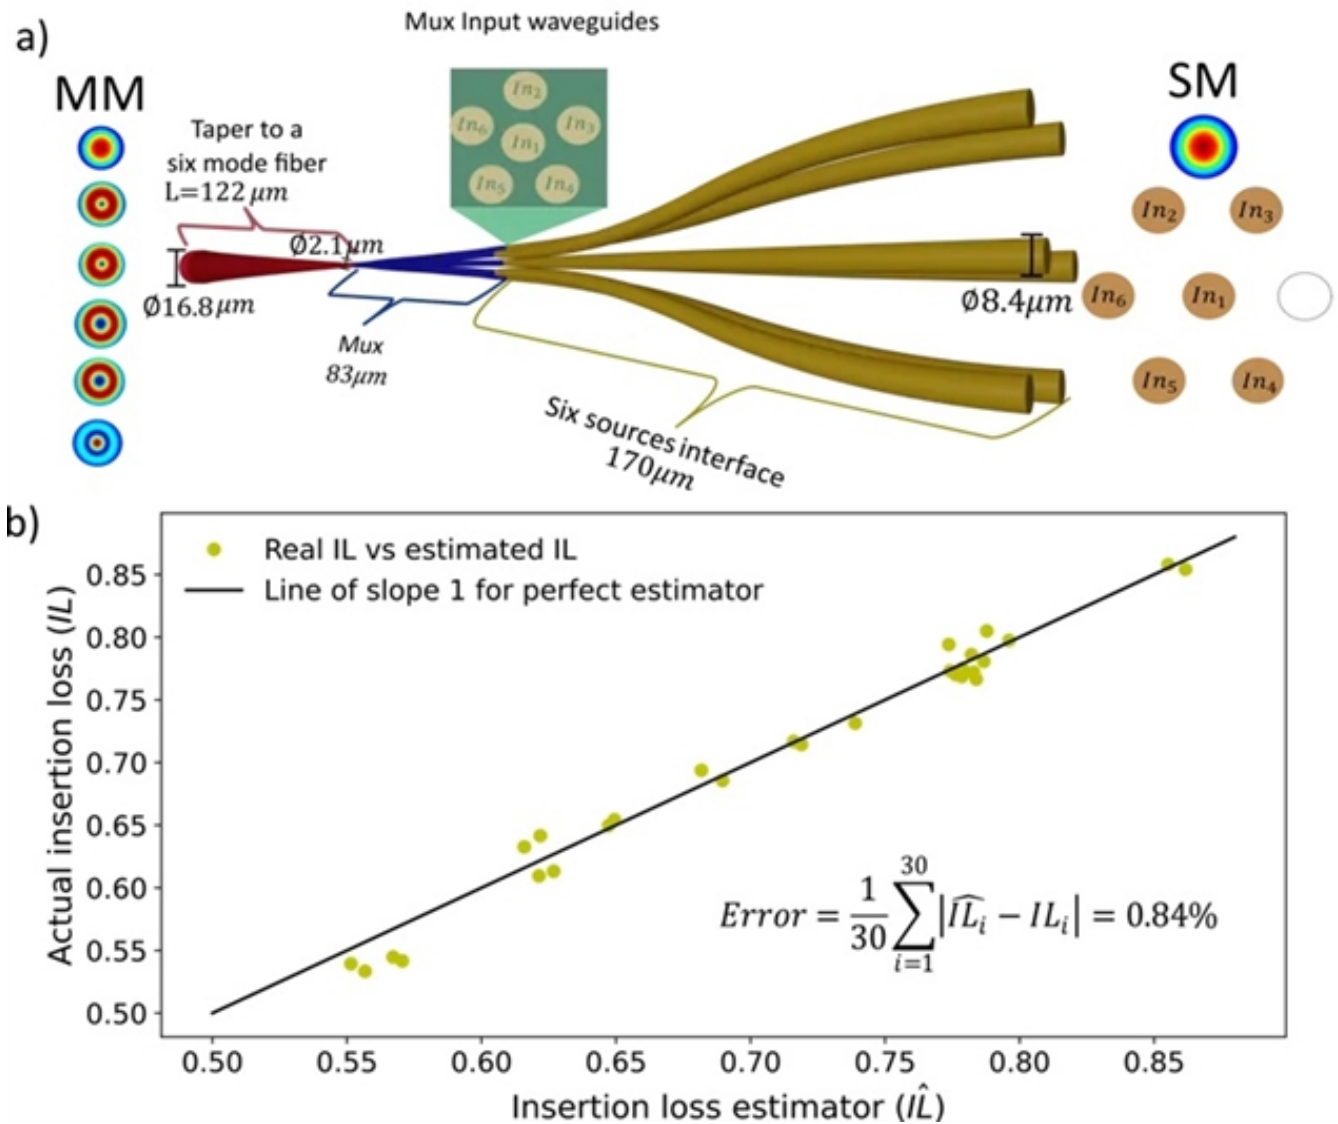 a)
Mux Input waveguides
MM
SM
Taper to a
six mode fiber
L=122 μm
In₂
In₆
In₃
In₁
In₅
In₄
Ø2.1μm
Ø16.8μm
Mux
83μm
Ø8.4μm
Six sources interface
170μm
In₂
In₃
In₆
In₁
In₅
In₄
b)
Real IL vs estimated IL
Line of slope 1 for perfect estimator
Actual insertion loss (IL)
0.85
0.80
0.75
0.70
0.65
0.60
0.55
0.50
Error = 1/30 ∑_{i=1}^{30} |\widehat{IL}_i − IL_i| = 0.84%
0.50 0.55 0.60 0.65 0.70 0.75 0.80 0.85
Insertion loss estimator (IL̂)